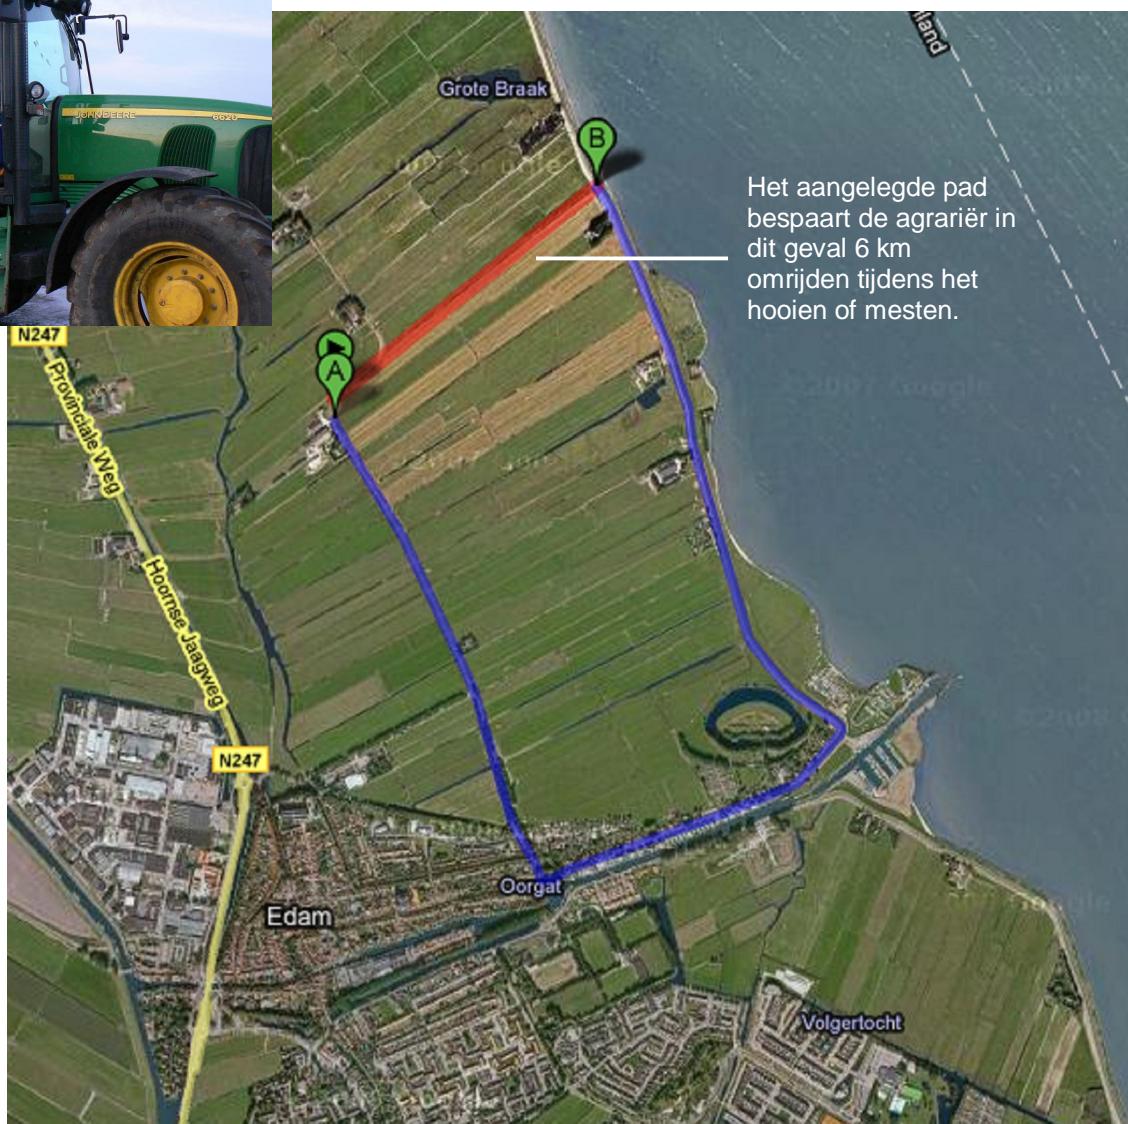 JOHN DEERE
6620
Grote Braak
B
Het aangelegde pad
bespaart de agrariër in
dit geval 6 km
omrijden tijdens het
hooien of mesten.
N247
A
Provinciale Weg
Hoornse Jaagweg
N247
Oorgat
Edam
Volgertocht